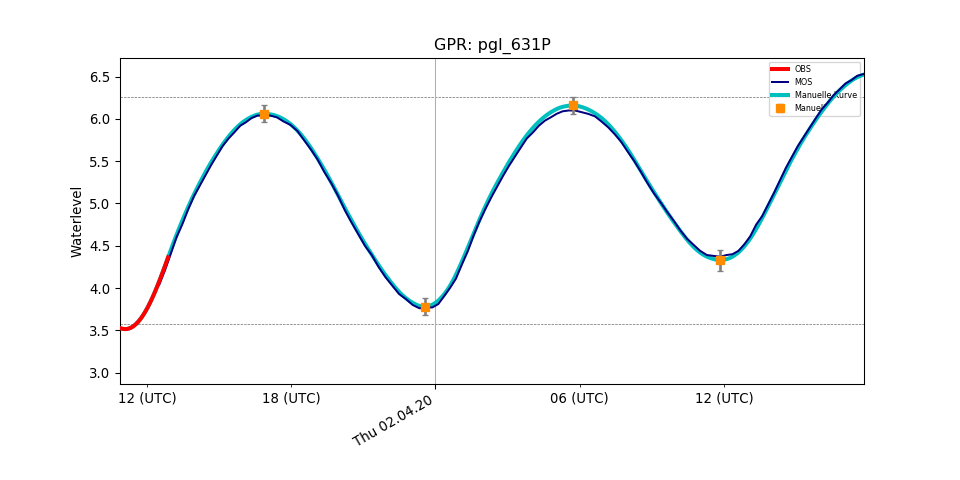 GPR: pgl_631P
OBS
MOS
Manuelle Kurve
Manuell
Waterlevel
6.5
6.0
5.5
5.0
4.5
4.0
3.5
3.0
12 (UTC)
18 (UTC)
Thu 02.04.20
06 (UTC)
12 (UTC)